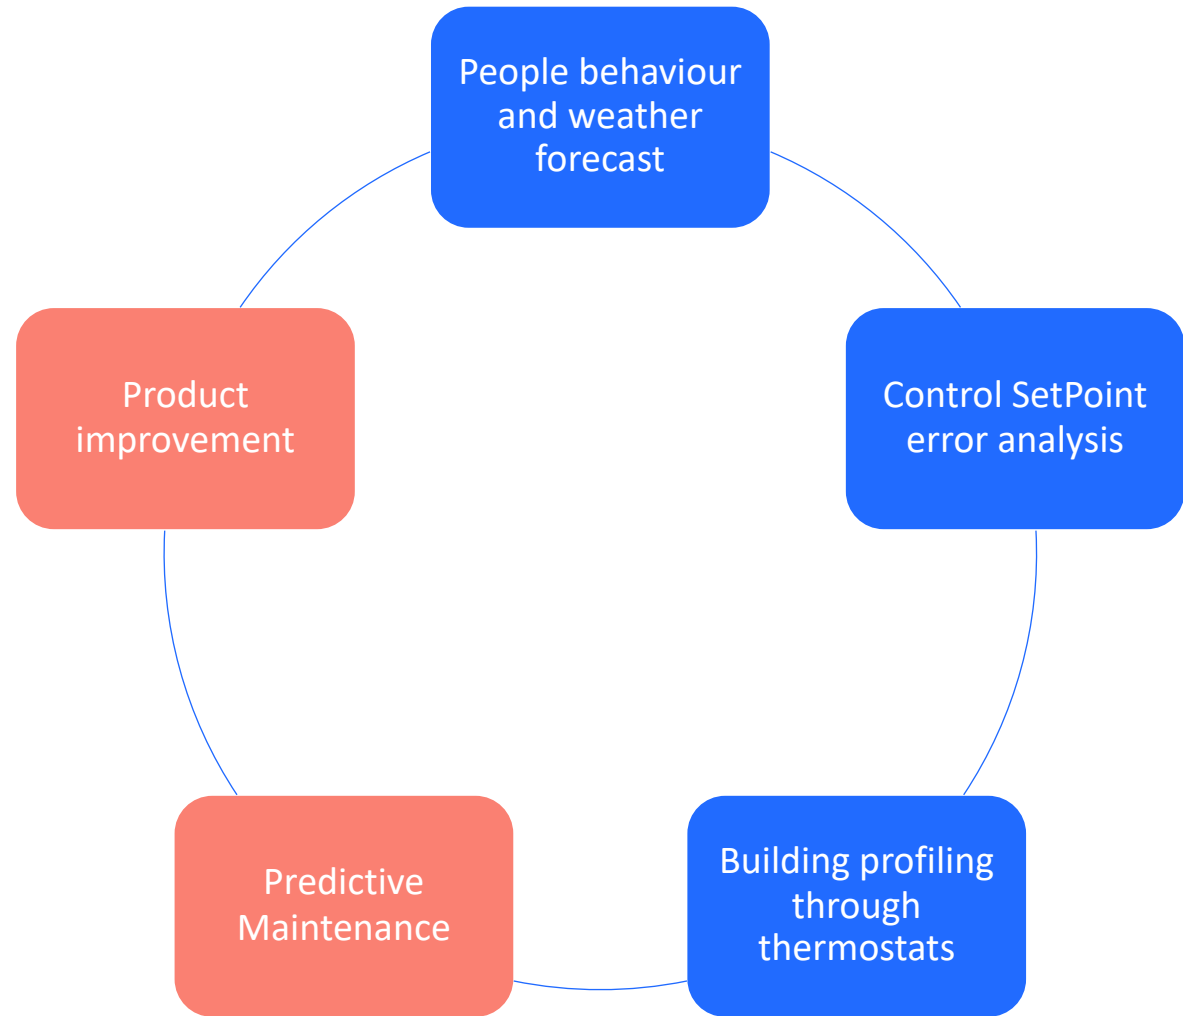 People behaviour
and weather
forecast
Control SetPoint
error analysis
Building profiling
through
thermostats
Predictive
Maintenance
Product
improvement